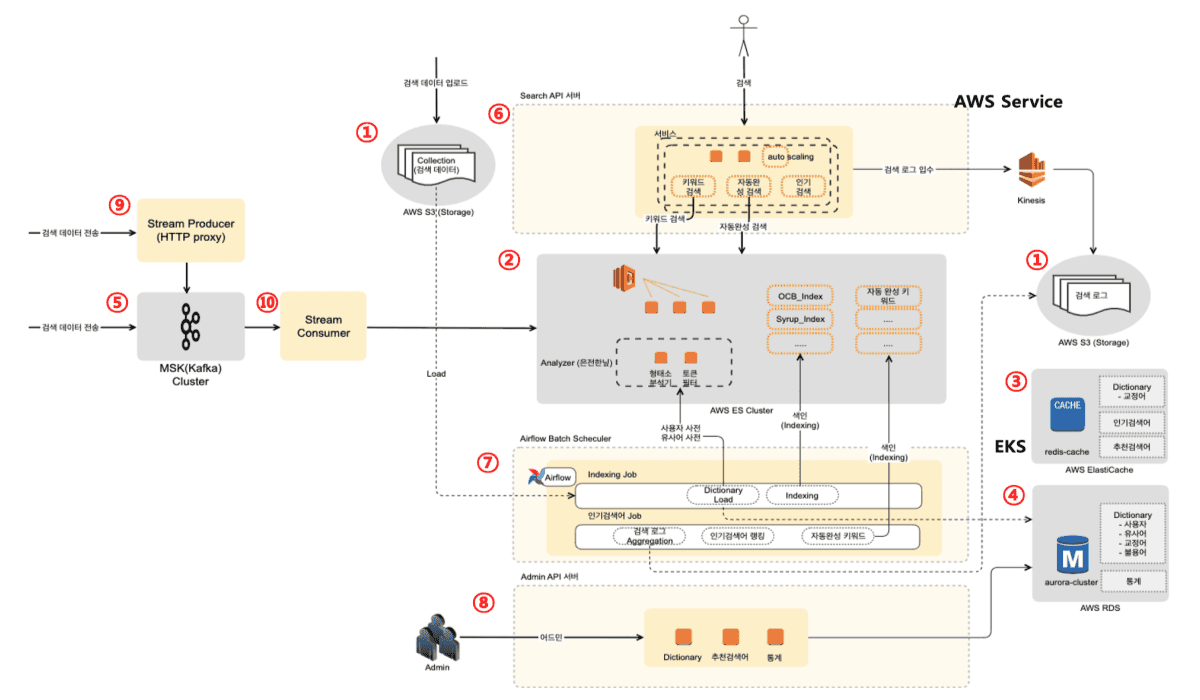 검색 데이터 업로드
①
Collection
(검색 데이터)
AWS S3 (Storage)
Load
⑨
Stream Producer
(HTTP proxy)
검색 데이터 전송
⑤
검색 데이터 전송
MSK(Kafka)
Cluster
⑩
Stream
Consumer
검색
Search API 서버
⑥
AWS Service
서비스
auto scaling
키워드
검색
자동완
성 검색
인기
검색
키워드 검색
자동완성 검색
검색 로그 입수
Kinesis
①
검색 로그
AWS S3 (Storage)
②
OCB_Index
Syrup_Index
.....
자동 완성 키
워드
....
....
Analyzer (은전한닢)
형태소
분석기
토큰
필터
AWS ES Cluster
사용자 사전
유사어 사전
색인
(Indexing)
색인
(Indexing)
③
CACHE
redis-cache
Dictionary
- 교정어
인기검색어
추천검색어
AWS ElastiCache
EKS
Airflow Batch Scheculer
⑦
Airflow
Indexing Job
Dictionary
Load
Indexing
인기검색어 Job
검색 로그
Aggregation
인기검색어 랭킹
자동완성 키워드
④
M
aurora-cluster
Dictionary
- 사용자
- 유사어
- 교정어
- 불용어
통계
AWS RDS
Admin API 서버
⑧
Admin
어드민
Dictionary
추천검색어
통계